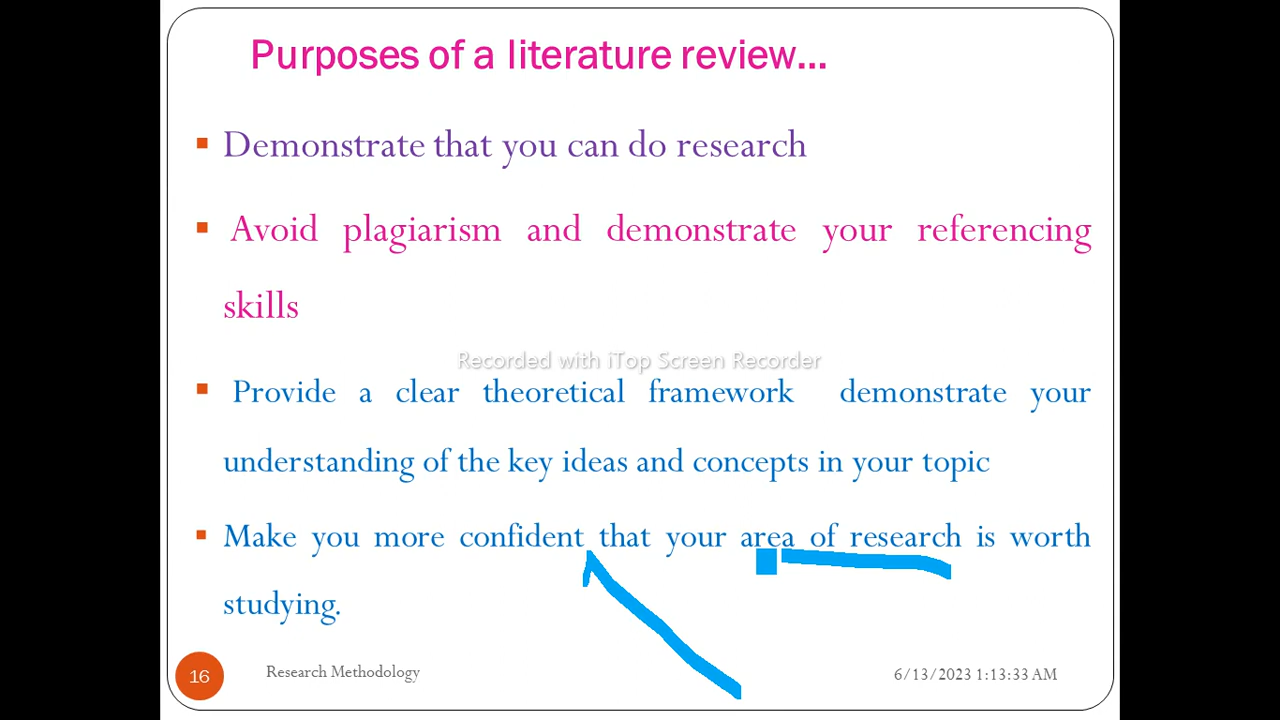 Purposes of a literature review...
Demonstrate that you can do research
Avoid plagiarism and demonstrate your referencing
skills
Recorded with iTop Screen Recorder
Provide a clear theoretical framework demonstrate your
understanding of the key ideas and concepts in your topic
Make you more confident that your area of research is worth
studying.
16 Research Methodology 6/13/2023 1:13:33 AM